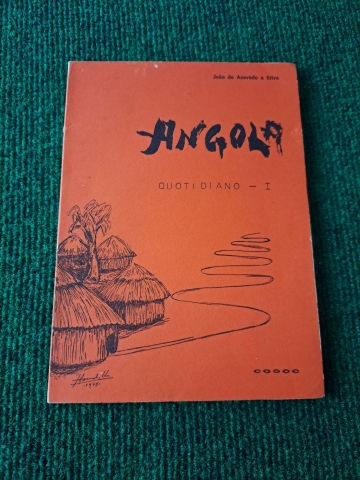 João de Azevedo e Silva
ANGOLA
QUOTIDIANO - I